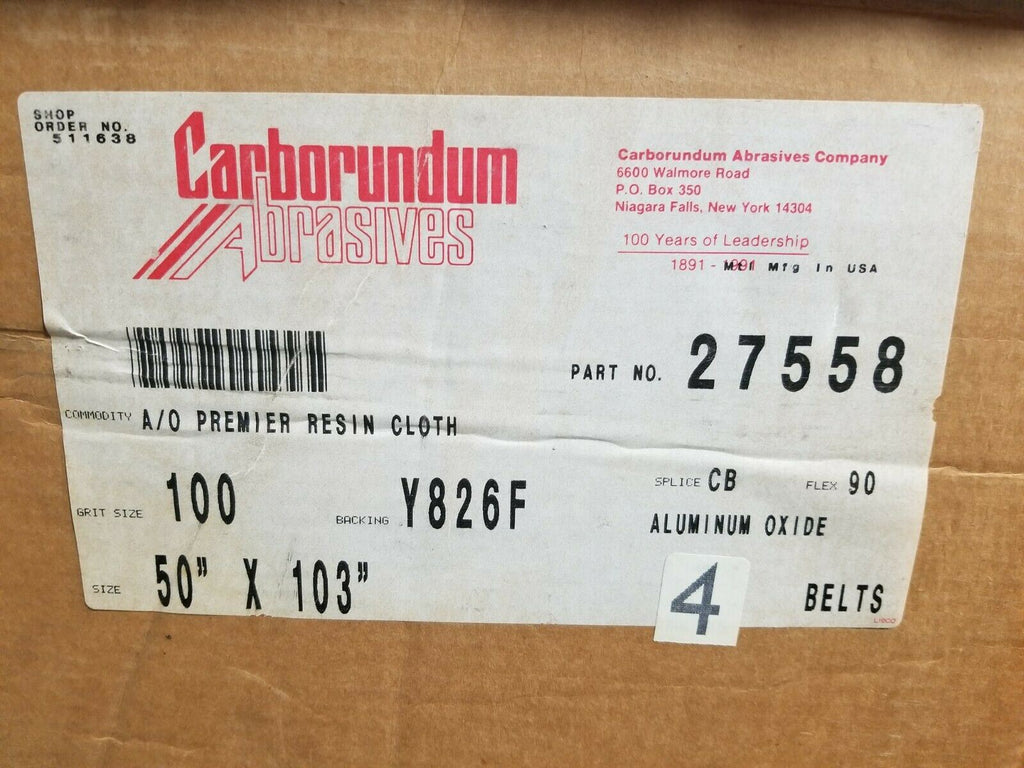 SHOP
ORDER NO.
511638
Carborundum
Abrasives
Carborundum Abrasives Company
6600 Walmore Road
P.O. Box 350
Niagara Falls, New York 14304
100 Years of Leadership
1891 - 1991
Mtl Mfg In USA
PART NO. 27558
COMMODITY A/O PREMIER RESIN CLOTH
GRIT SIZE 100 BACKING Y826F
SPLICE CB FLEX 90
ALUMINUM OXIDE
SIZE 50" X 103"
4
BELTS